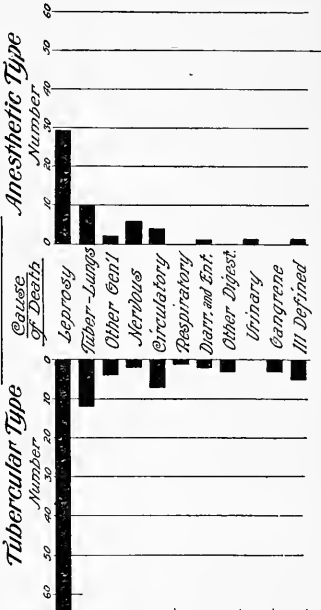 Anesthetic Type
Number
60
50
40
30
20
10
0
Cause
of Death
Leprosy
Tuber-Lungs
Other Gen'l
Nervous
Circulatory
Respiratory
Diarr. and Ent.
Other Digest.
Urinary
Gangrene
Ill Defined
Tubercular Type
Number
0
10
20
30
40
50
60